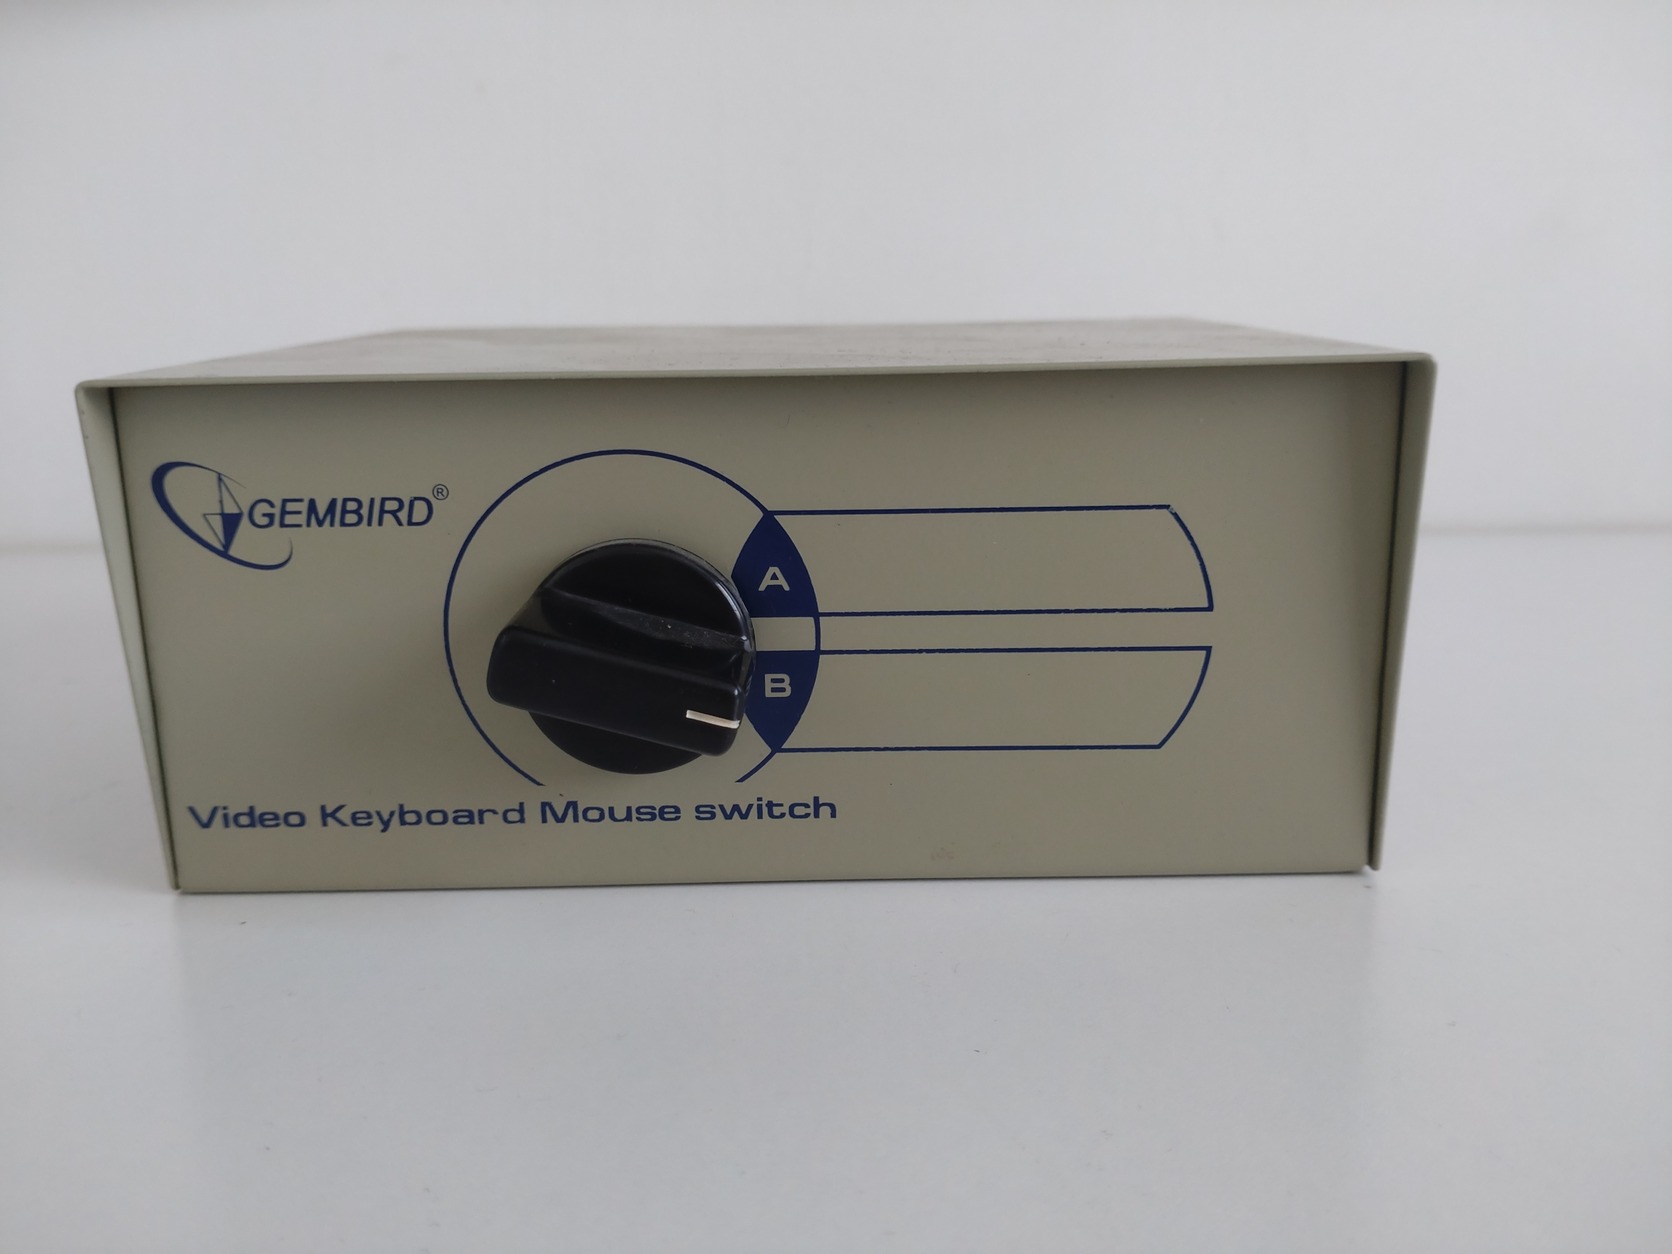 GEMBIRD®
A
B
Video Keyboard Mouse switch